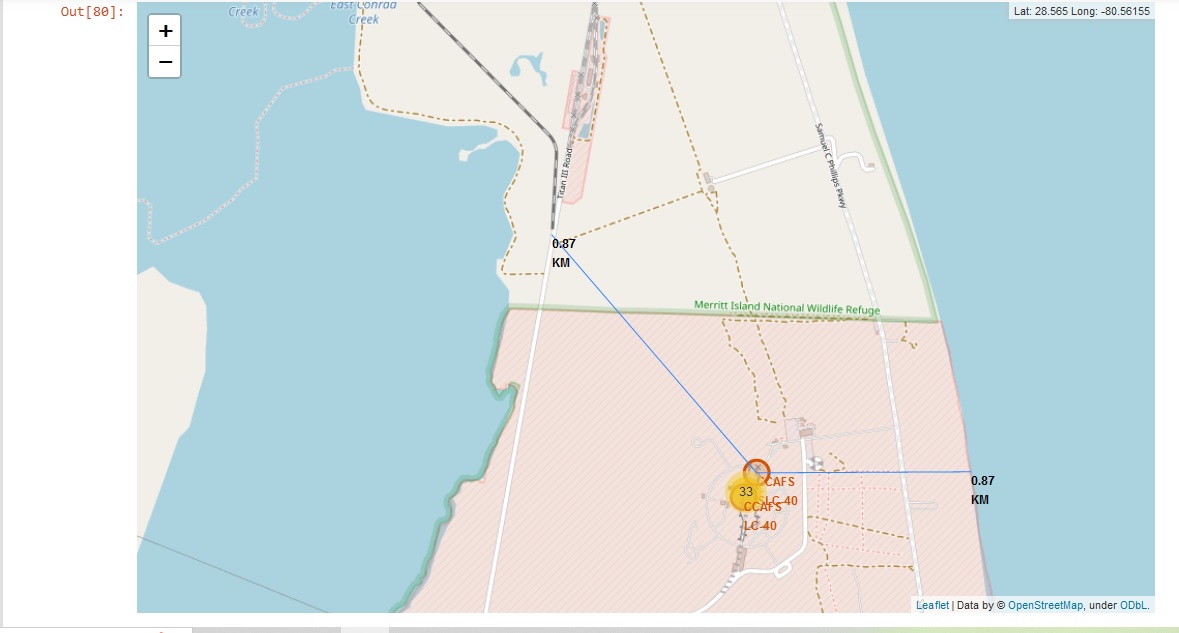 Out[80]:
Creek
East Conrad
Creek
Lat: 28.565 Long: -80.56155
+
−
Titan III Road
Samuel C Phillips Pkwy
0.87
KM
Merritt Island National Wildlife Refuge
33
CCAFS
SLC-40
CCAFS
LC-40
0.87
KM
Leaflet | Data by © OpenStreetMap, under ODbL.